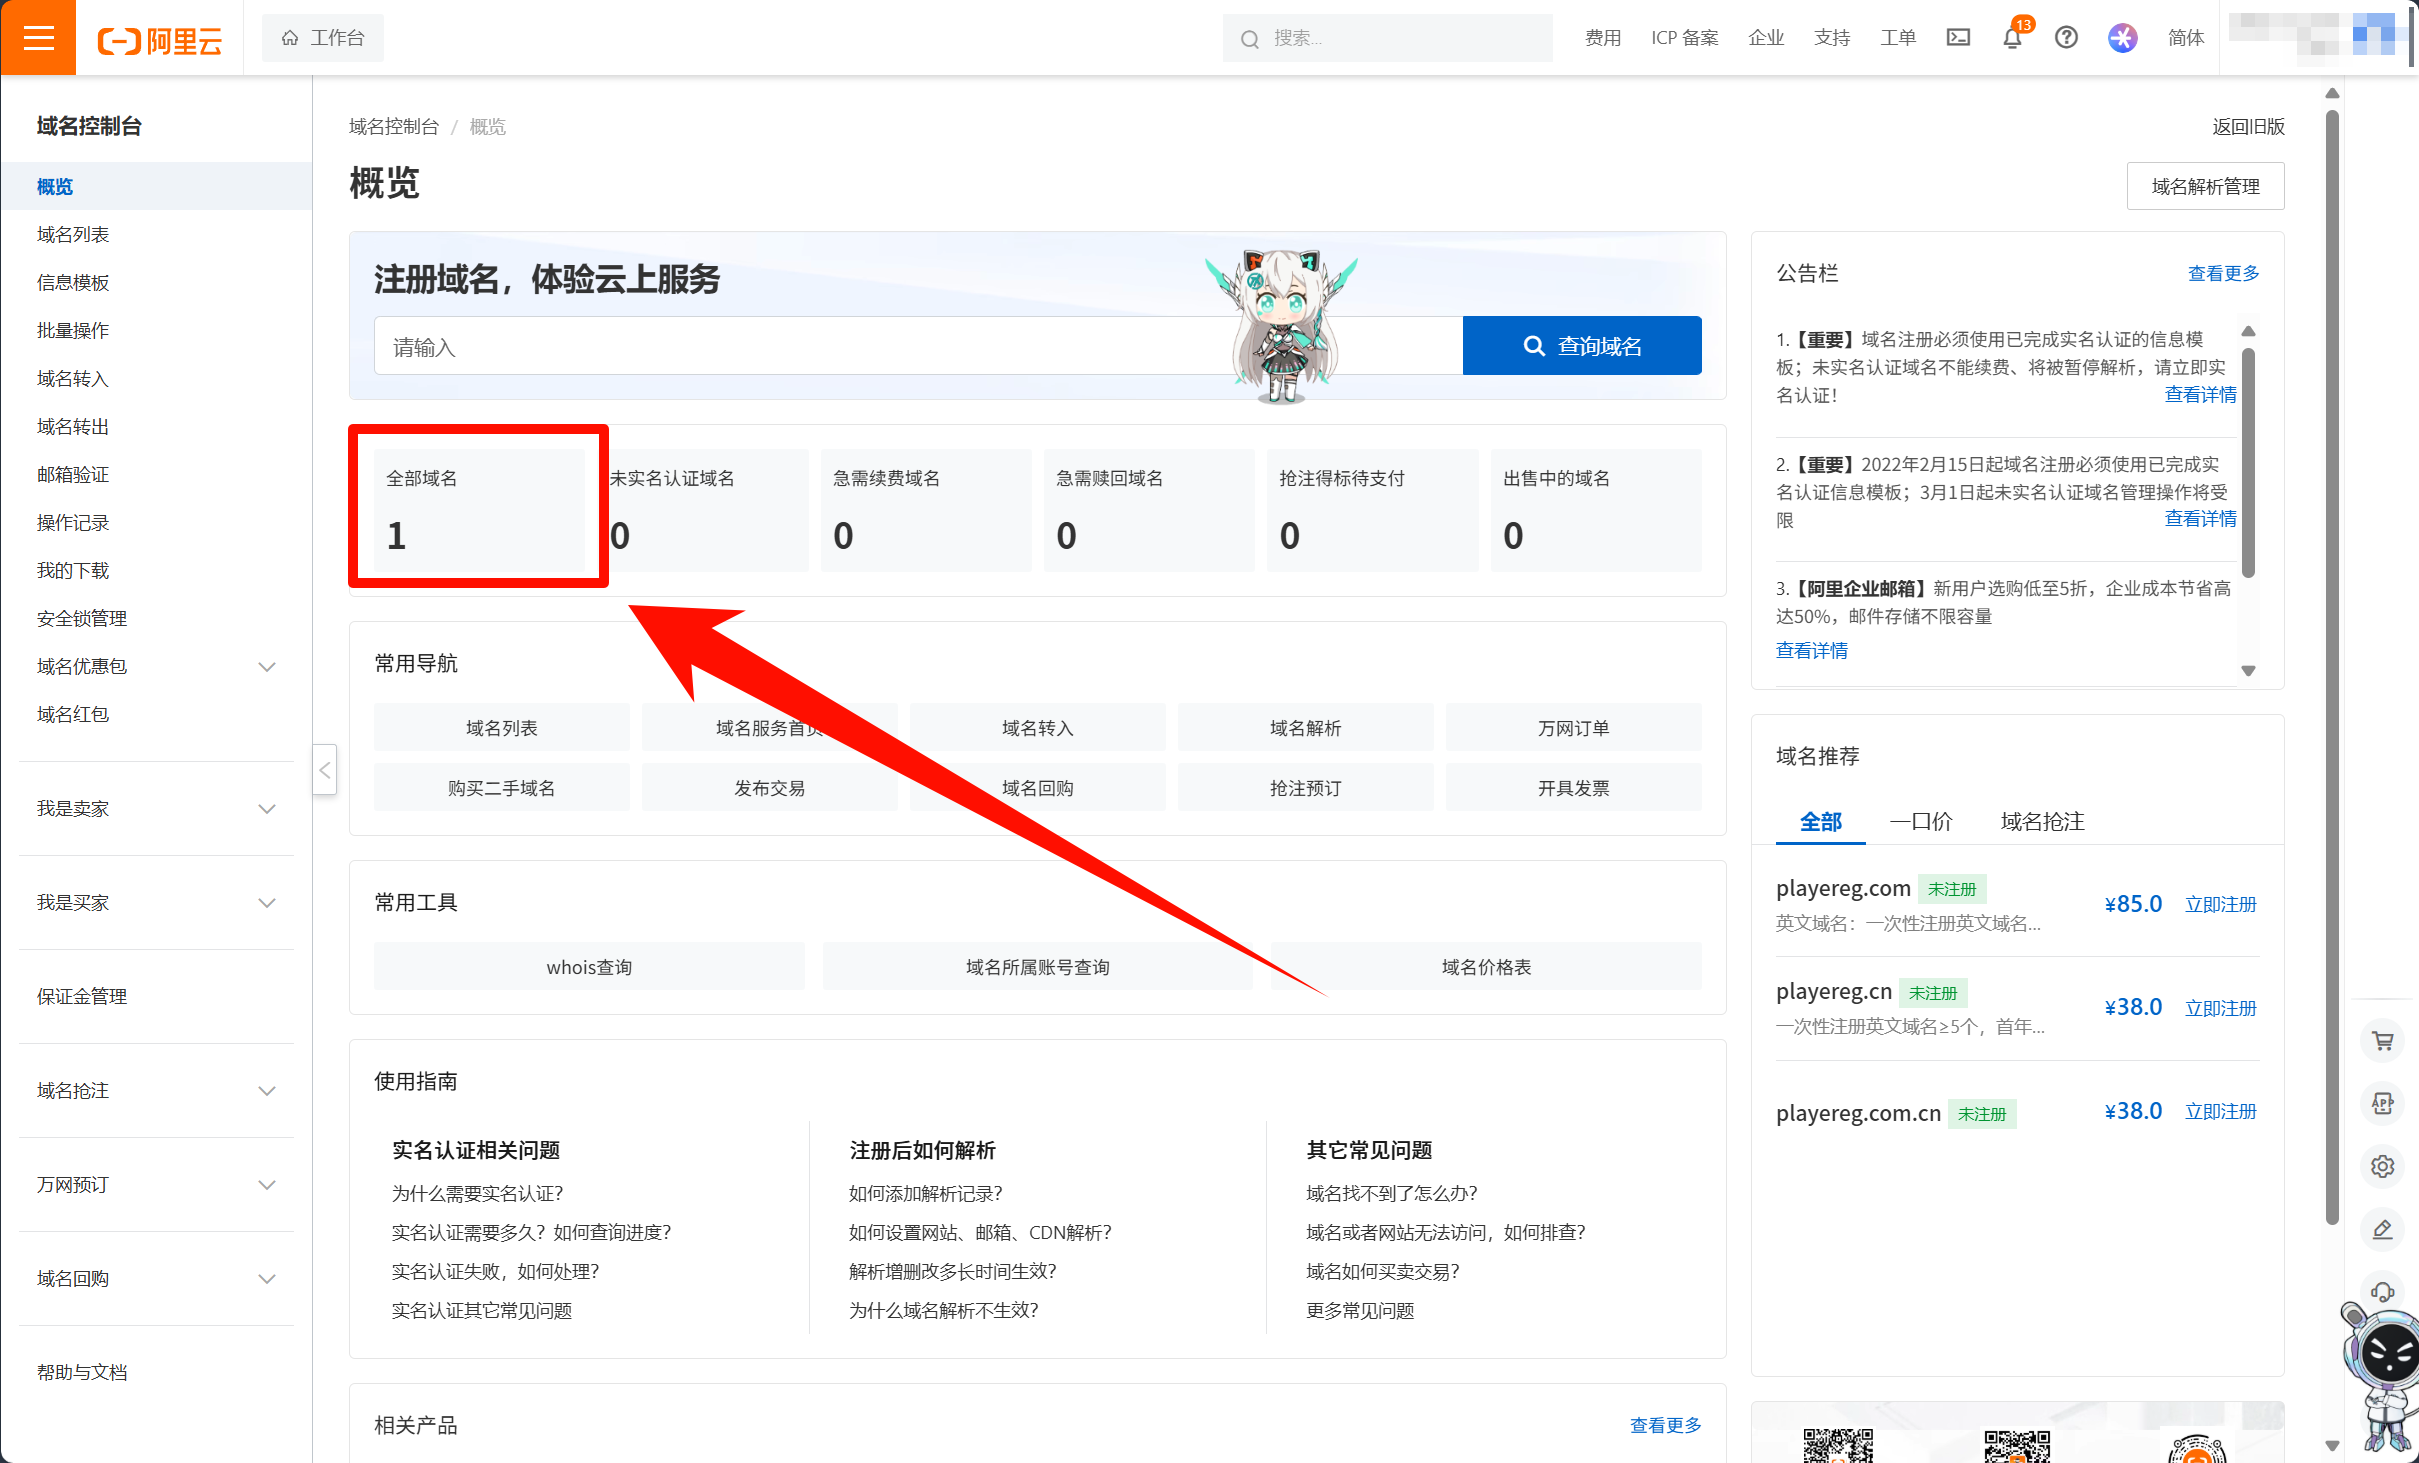 阿里云
工作台
搜索...
费用
ICP 备案
企业
支持
工单
13
简体
域名控制台
概览
域名列表
信息模板
批量操作
域名转入
域名转出
邮箱验证
操作记录
我的下载
安全锁管理
域名优惠包
域名红包
我是卖家
我是买家
保证金管理
域名抢注
万网预订
域名回购
帮助与文档
域名控制台 / 概览
返回旧版
概览
域名解析管理
注册域名，体验云上服务
请输入
查询域名
全部域名
1
未实名认证域名
0
急需续费域名
0
急需赎回域名
0
抢注得标待支付
0
出售中的域名
0
常用导航
域名列表
域名服务首页
域名转入
域名解析
万网订单
购买二手域名
发布交易
域名回购
抢注预订
开具发票
常用工具
whois查询
域名所属账号查询
域名价格表
使用指南
实名认证相关问题
为什么需要实名认证？
实名认证需要多久？如何查询进度？
实名认证失败，如何处理？
实名认证其它常见问题
注册后如何解析
如何添加解析记录？
如何设置网站、邮箱、CDN解析？
解析增删改多长时间生效？
为什么域名解析不生效？
其它常见问题
域名找不到了怎么办？
域名或者网站无法访问，如何排查？
域名如何买卖交易？
更多常见问题
相关产品
查看更多
公告栏
查看更多
1.【重要】域名注册必须使用已完成实名认证的信息模
板；未实名认证域名不能续费、将被暂停解析，请立即实
名认证！
查看详情
2.【重要】2022年2月15日起域名注册必须使用已完成实
名认证信息模板；3月1日起未实名认证域名管理操作将受
限
查看详情
3.【阿里企业邮箱】新用户选购低至5折，企业成本节省高
达50%，邮件存储不限容量
查看详情
域名推荐
全部
一口价
域名抢注
playereg.com 未注册
英文域名：一次性注册英文域名...
¥85.0 立即注册
playereg.cn 未注册
一次性注册英文域名≥5个，首年...
¥38.0 立即注册
playereg.com.cn 未注册
¥38.0 立即注册
APP